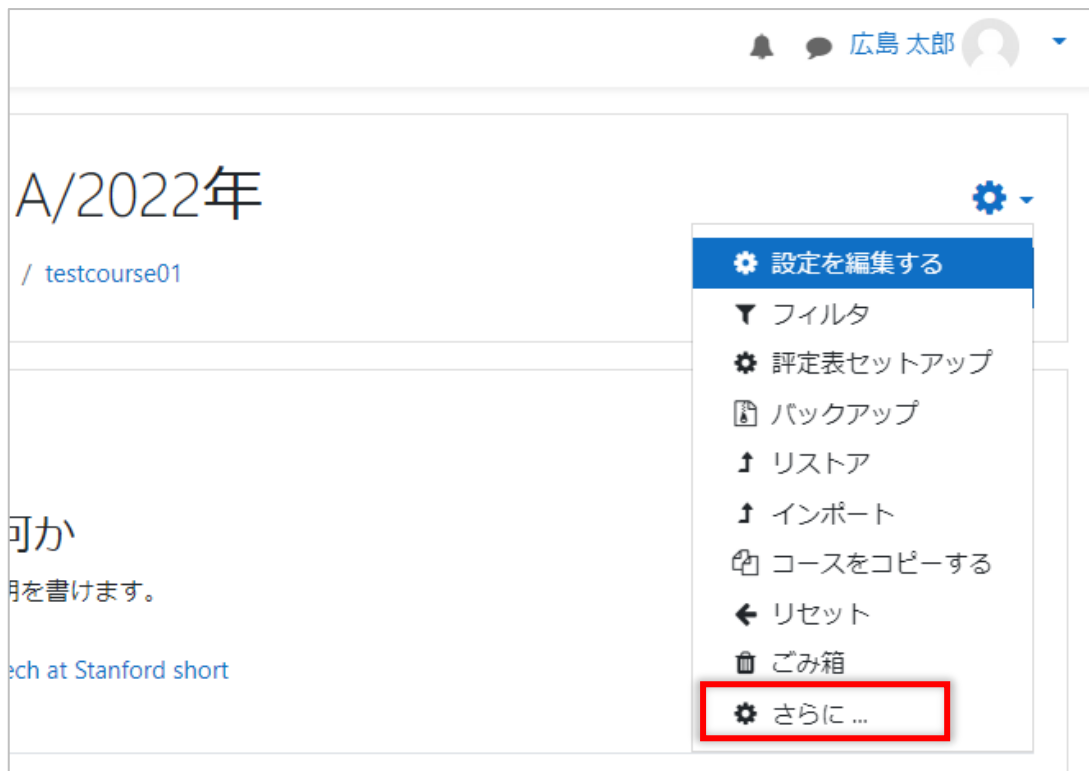 広島 太郎
A/2022年
/ testcourse01
設定を編集する
フィルタ
評定表セットアップ
バックアップ
リストア
インポート
コースをコピーする
リセット
ごみ箱
さらに ...
何か
明を書けます。
ech at Stanford short